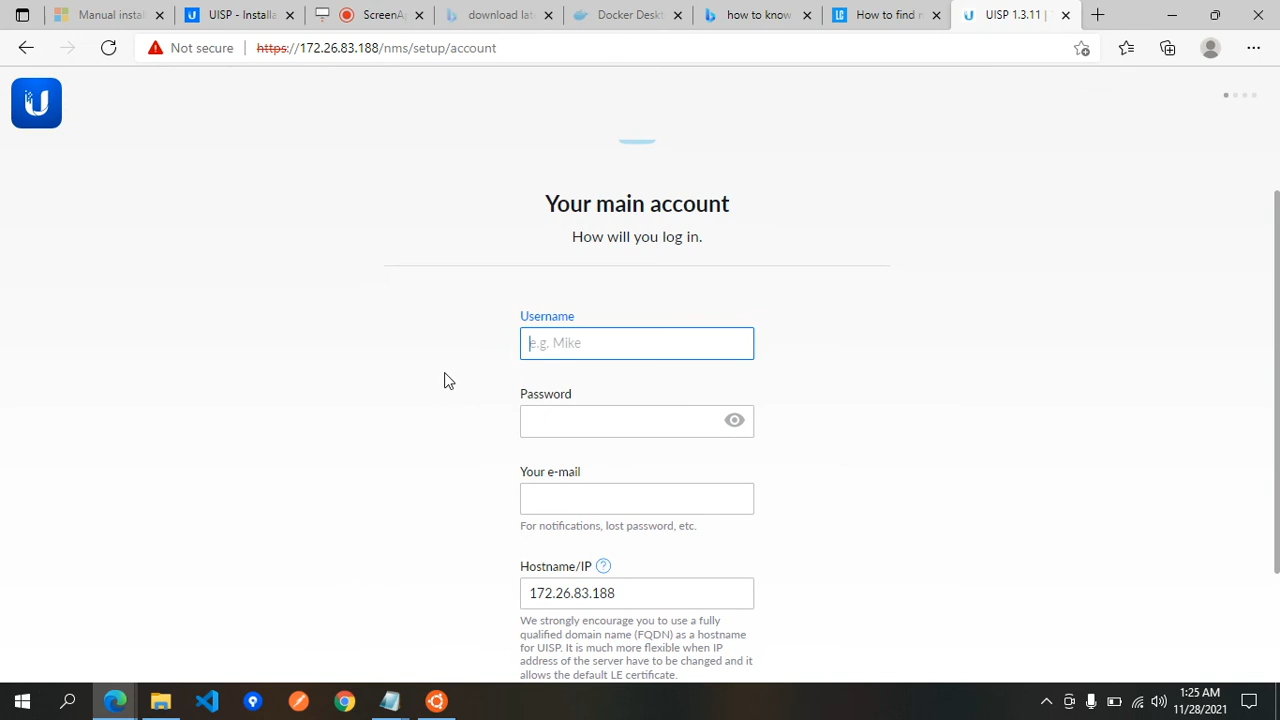 Manual instal
UISP - Installa
ScreenAp
download lat
Docker Deskt
how to know
How to find r
UISP 1.3.11 |
Not secure
https://172.26.83.188/nms/setup/account
Your main account
How will you log in.
Username
e.g. Mike
Password
Your e-mail
For notifications, lost password, etc.
Hostname/IP
172.26.83.188
We strongly encourage you to use a fully
qualified domain name (FQDN) as a hostname
for UISP. It is much more flexible when IP
address of the server have to be changed and it
allows the default LE certificate.
1:25 AM
11/28/2021